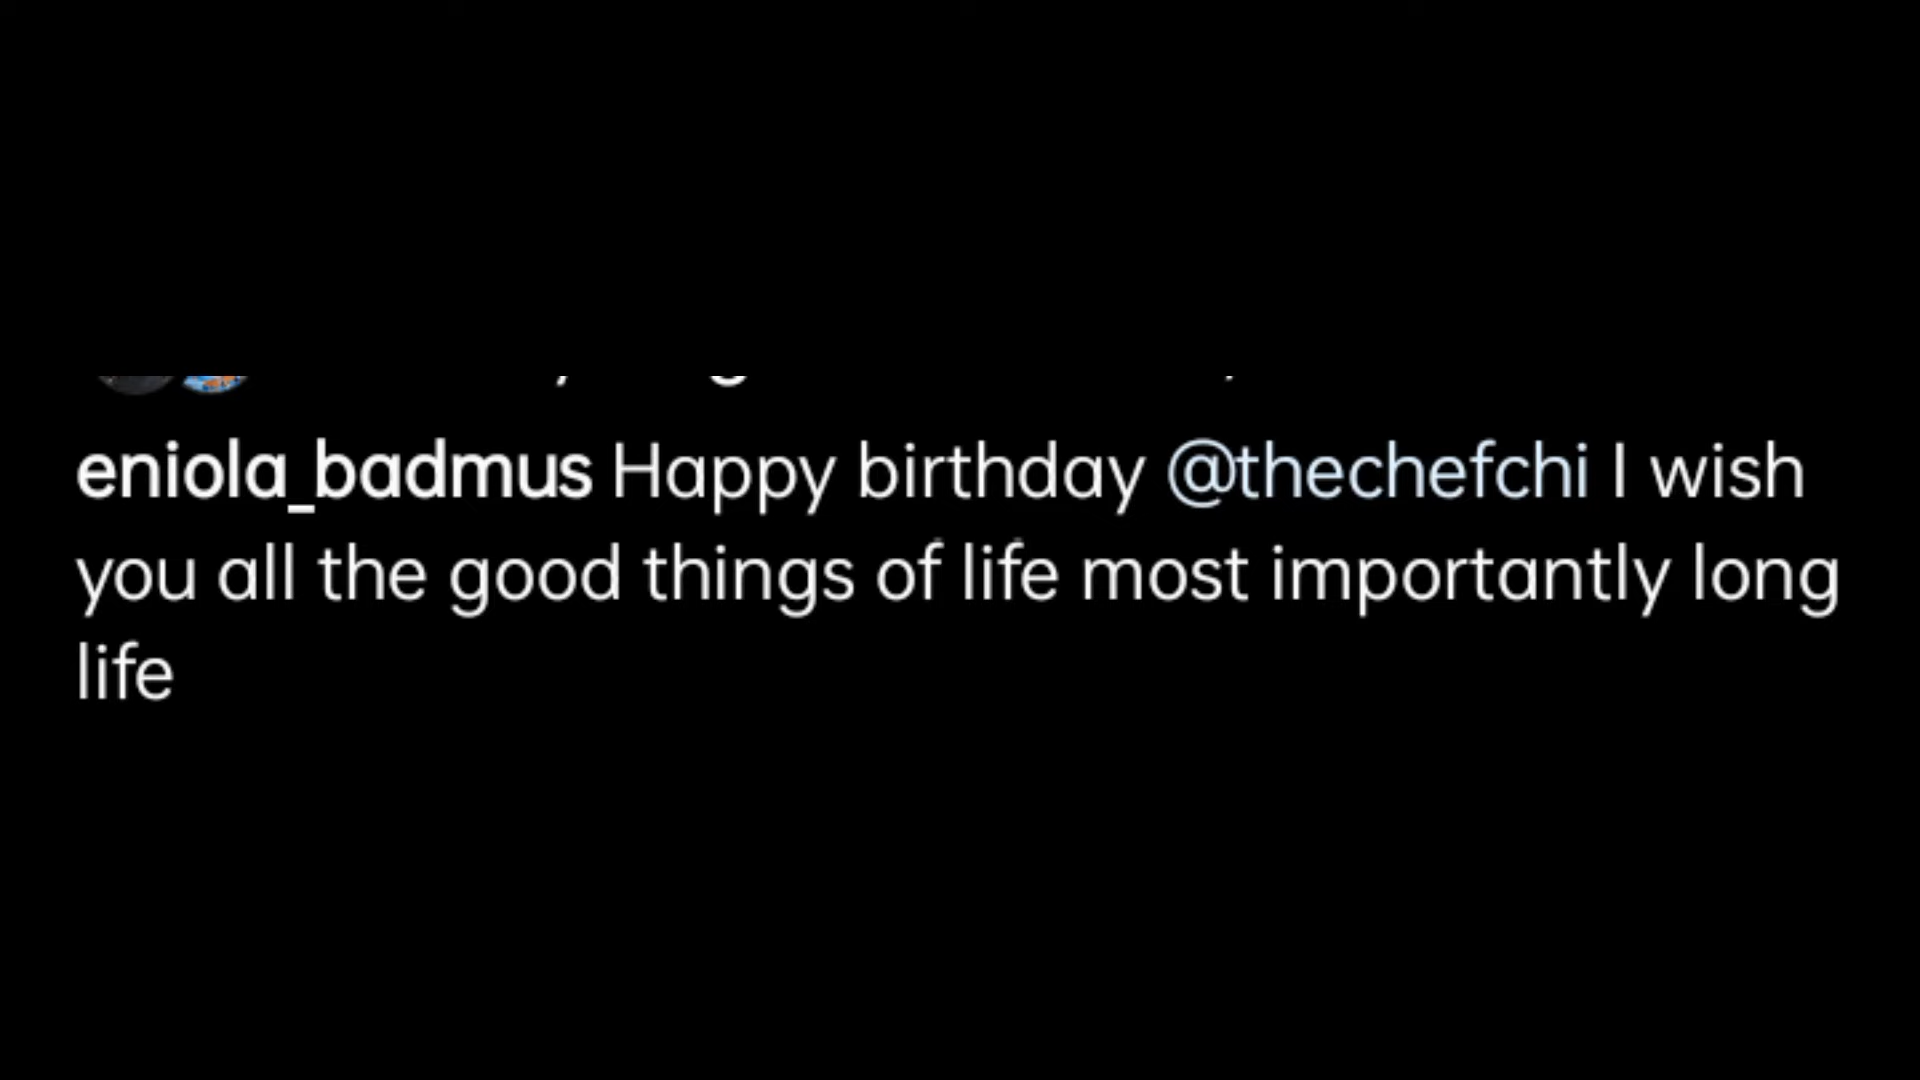 eniola_badmus Happy birthday @thechefchi I wish
you all the good things of life most importantly long
life